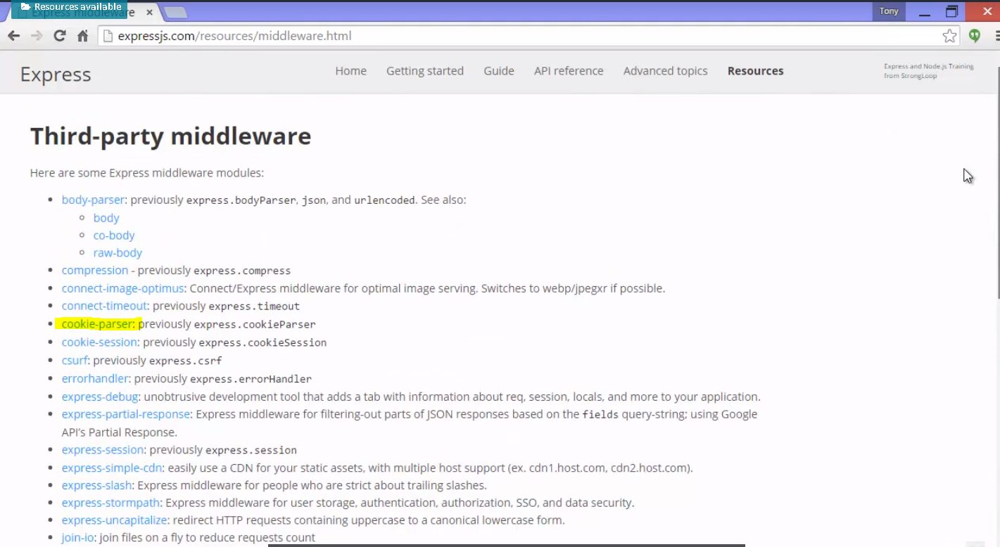 Resources available
Express middleware
Tony
expressjs.com/resources/middleware.html
Express
Home Getting started Guide API reference Advanced topics Resources
Express and Node.js Training
from StrongLoop
Third-party middleware
Here are some Express middleware modules:
body-parser: previously express.bodyParser, json, and urlencoded. See also:
body
co-body
raw-body
compression - previously express.compress
connect-image-optimus: Connect/Express middleware for optimal image serving. Switches to webp/jpegxr if possible.
connect-timeout: previously express.timeout
cookie-parser: previously express.cookieParser
cookie-session: previously express.cookieSession
csurf: previously express.csrf
errorhandler: previously express.errorHandler
express-debug: unobtrusive development tool that adds a tab with information about req, session, locals, and more to your application.
express-partial-response: Express middleware for filtering-out parts of JSON responses based on the fields query-string; using Google
API’s Partial Response.
express-session: previously express.session
express-simple-cdn: easily use a CDN for your static assets, with multiple host support (ex. cdn1.host.com, cdn2.host.com).
express-slash: Express middleware for people who are strict about trailing slashes.
express-stormpath: Express middleware for user storage, authentication, authorization, SSO, and data security.
express-uncapitalize: redirect HTTP requests containing uppercase to a canonical lowercase form.
join-io: join files on a fly to reduce requests count